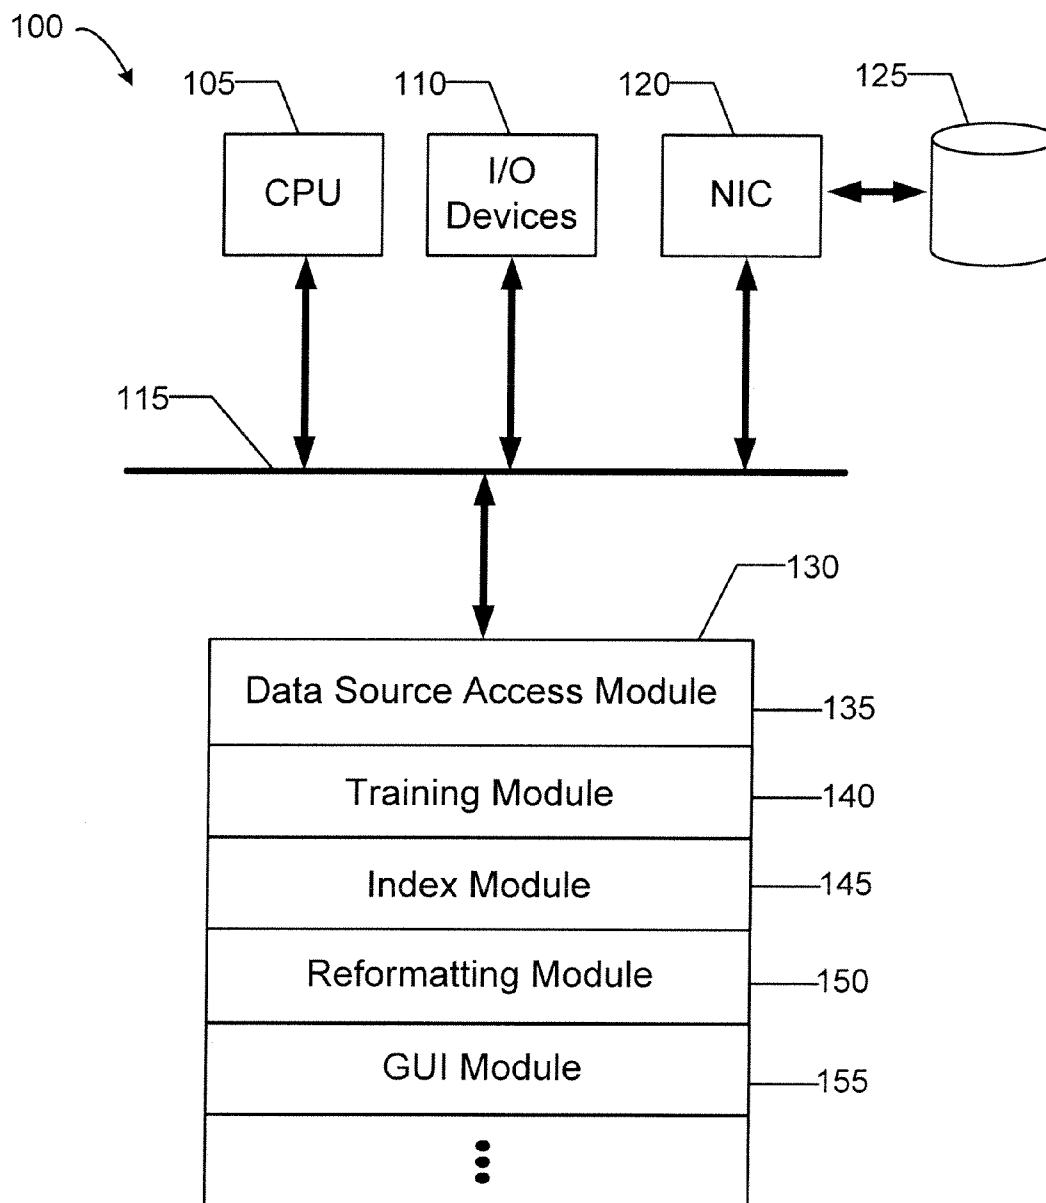 100
105
110
120
125
CPU
I/O
Devices
NIC
115
130
Data Source Access Module
135
Training Module
140
Index Module
145
Reformatting Module
150
GUI Module
155